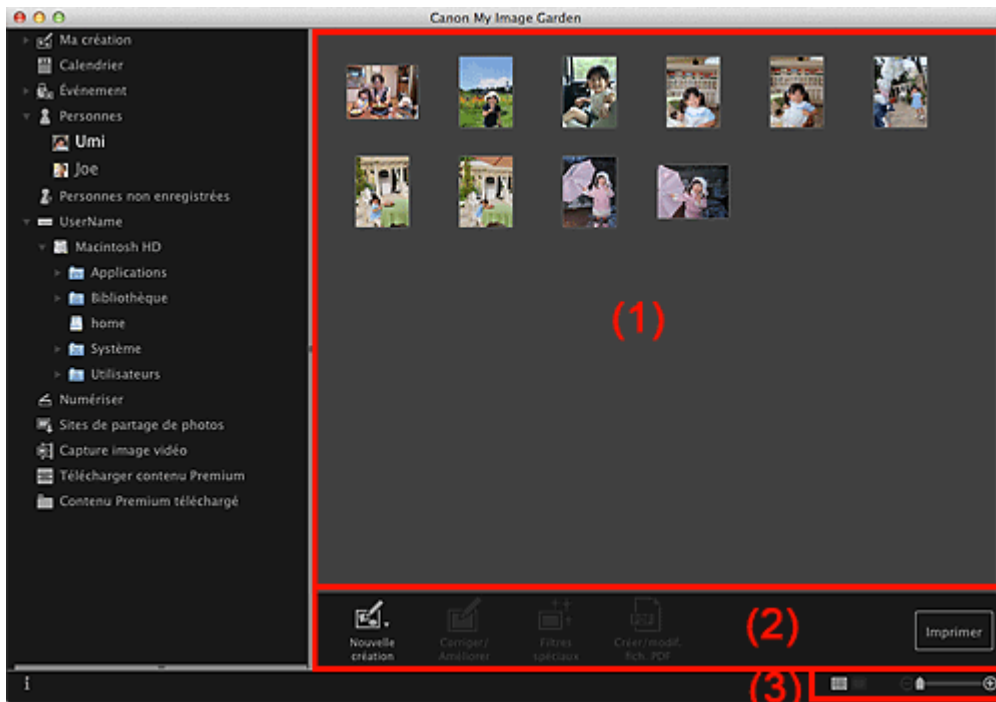 Canon My Image Garden
Ma création
Calendrier
Événement
Personnes
Umi
Joe
Personnes non enregistrées
UserName
Macintosh HD
Applications
Bibliothèque
home
Système
Utilisateurs
Numériser
Sites de partage de photos
Capture image vidéo
Télécharger contenu Premium
Contenu Premium téléchargé
(1)
Nouvelle création
Corriger/ Améliorer
Filtres spéciaux
Créer/modif. fich. PDF
(2)
Imprimer
(3)